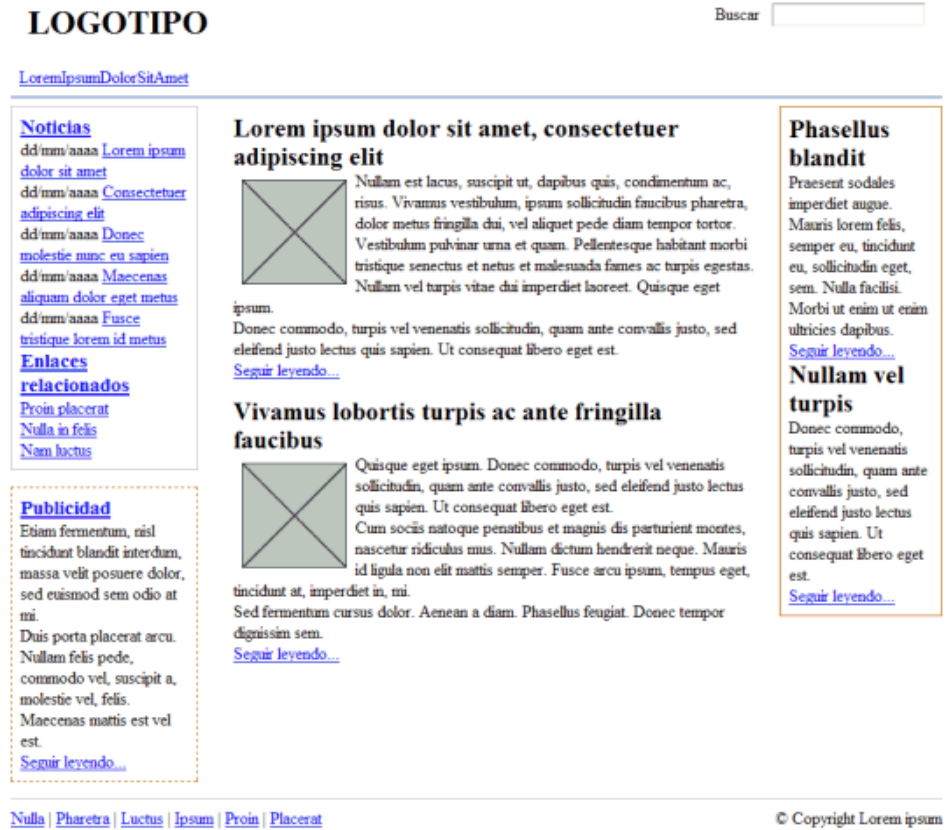 LOGOTIPO
Buscar
LoremIpsumDolorSitAmet
Noticias
dd/mm/aaaa Lorem ipsum
dolor sit amet
dd/mm/aaaa Consectetuer
adipiscing elit
dd/mm/aaaa Donec
molestie nunc eu sapien
dd/mm/aaaa Maecenas
aliquam dolor eget metus
dd/mm/aaaa Fusce
tristique lorem id metus
Enlaces
relacionados
Proin placerat
Nulla in felis
Nam luctus
Publicidad
Etiam fermentum, nisl
tincidunt blandit interdum,
massa velit posuere dolor,
sed euismod sem odio at
mi.
Duis porta placerat arcu.
Nullam felis pede,
commodo vel, suscipit a,
molestie vel, felis.
Maecenas mattis est vel
est.
Seguir leyendo...
Lorem ipsum dolor sit amet, consectetuer
adipiscing elit
Nullam est lacus, suscipit ut, dapibus quis, condimentum ac,
risus. Vivamus vestibulum, ipsum sollicitudin faucibus pharetra,
dolor metus fringilla dui, vel aliquet pede diam tempor tortor.
Vestibulum pulvinar urna et quam. Pellentesque habitant morbi
tristique senectus et netus et malesuada fames ac turpis egestas.
Nullam vel turpis vitae dui imperdiet laoreet. Quisque eget
ipsum.
Donec commodo, turpis vel venenatis sollicitudin, quam ante convallis justo, sed
eleifend justo lectus quis sapien. Ut consequat libero eget est.
Seguir leyendo...
Vivamus lobortis turpis ac ante fringilla
faucibus
Quisque eget ipsum. Donec commodo, turpis vel venenatis
sollicitudin, quam ante convallis justo, sed eleifend justo lectus
quis sapien. Ut consequat libero eget est.
Cum sociis natoque penatibus et magnis dis parturient montes,
nascetur ridiculus mus. Nullam dictum hendrerit neque. Mauris
id ligula non elit mattis semper. Fusce arcu ipsum, tempus eget,
tincidunt at, imperdiet in, mi.
Sed fermentum cursus dolor. Aenean a diam. Phasellus feugiat. Donec tempor
dignissim sem.
Seguir leyendo...
Phasellus
blandit
Praesent sodales
imperdiet augue.
Mauris lorem felis,
semper eu, tincidunt
eu, sollicitudin eget,
sem. Nulla facilisi.
Morbi ut enim ut enim
ultricies dapibus.
Seguir leyendo...
Nullam vel
turpis
Donec commodo,
turpis vel venenatis
sollicitudin, quam ante
convallis justo, sed
eleifend justo lectus
quis sapien. Ut
consequat libero eget
est.
Seguir leyendo...
Nulla | Pharetra | Luctus | Ipsum | Proin | Placerat
© Copyright Lorem ipsum